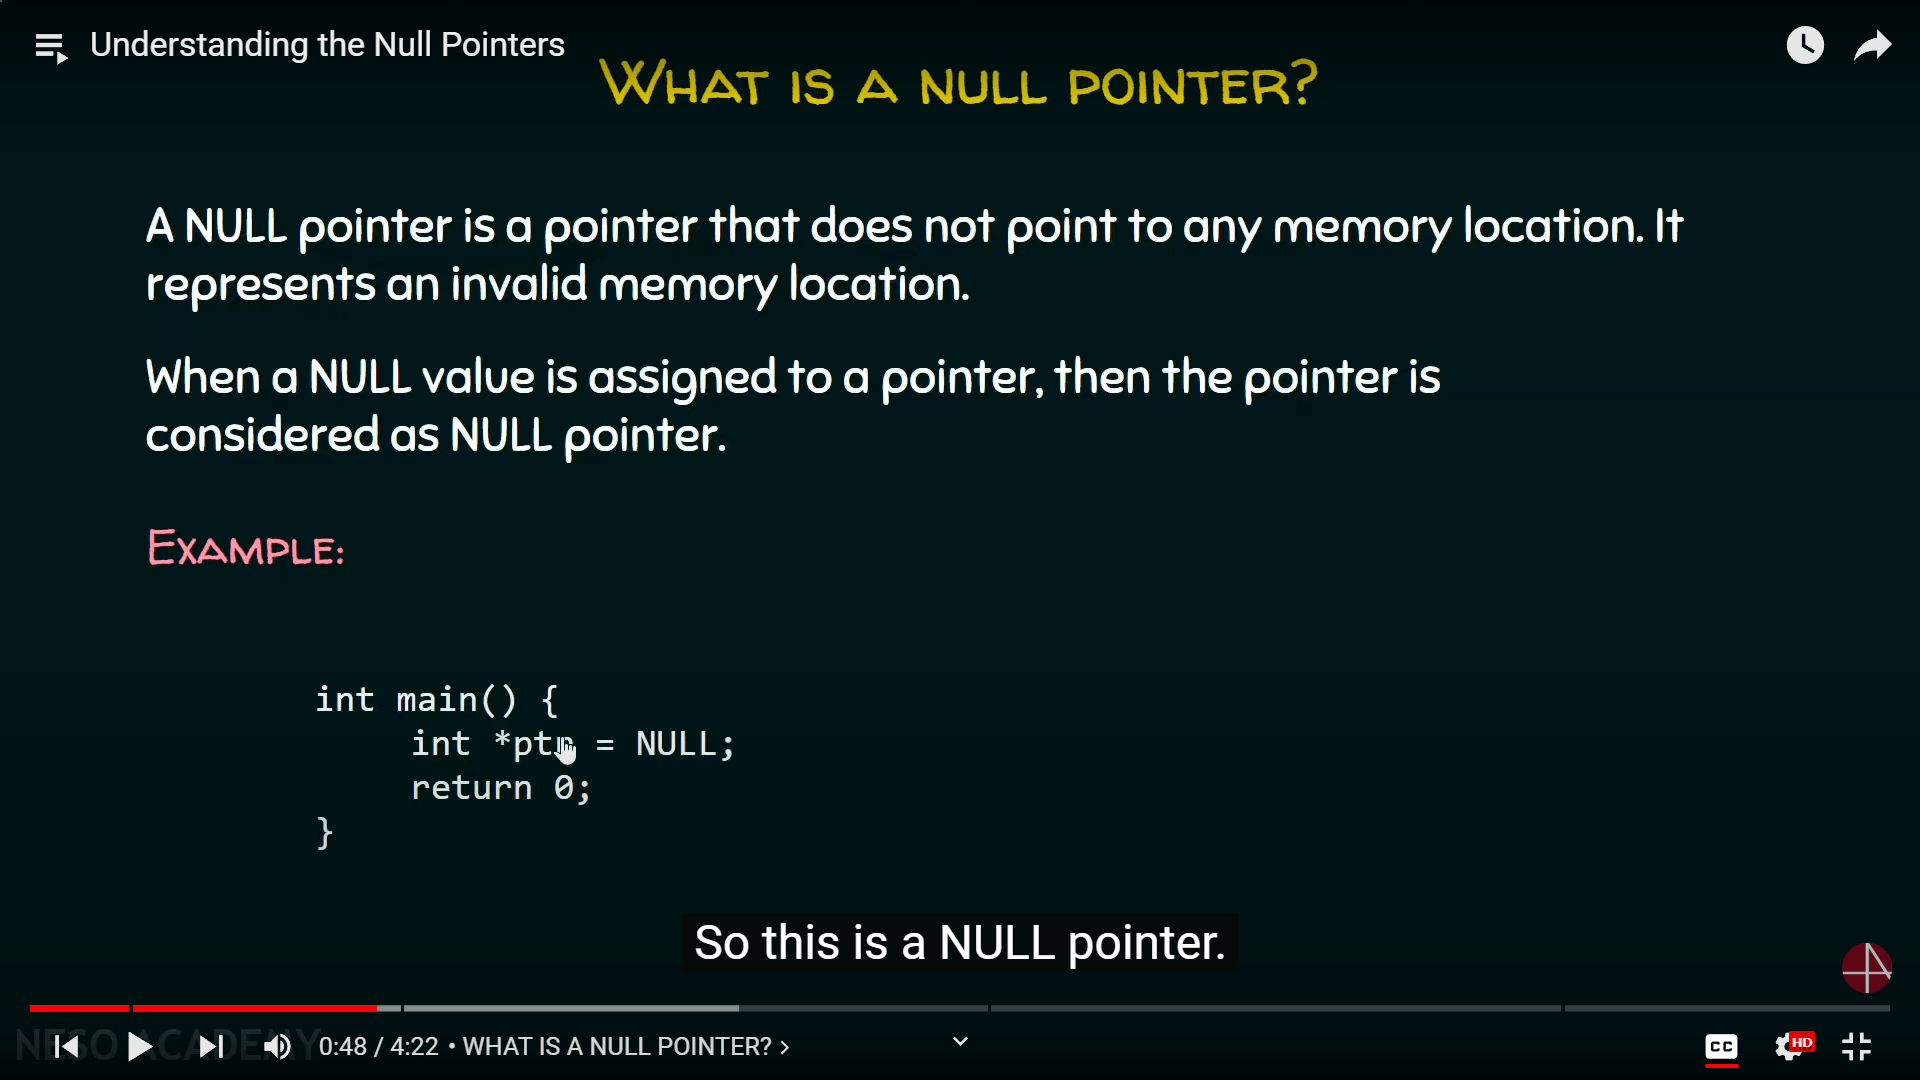 Understanding the Null Pointers
WHAT IS A NULL POINTER?
A NULL pointer is a pointer that does not point to any memory location. It
represents an invalid memory location.
When a NULL value is assigned to a pointer, then the pointer is
considered as NULL pointer.
EXAMPLE:
int main() {
int *ptr = NULL;
return 0;
}
So this is a NULL pointer.
NESO ACADEMY
0:48 / 4:22 • WHAT IS A NULL POINTER? >
CC
HD